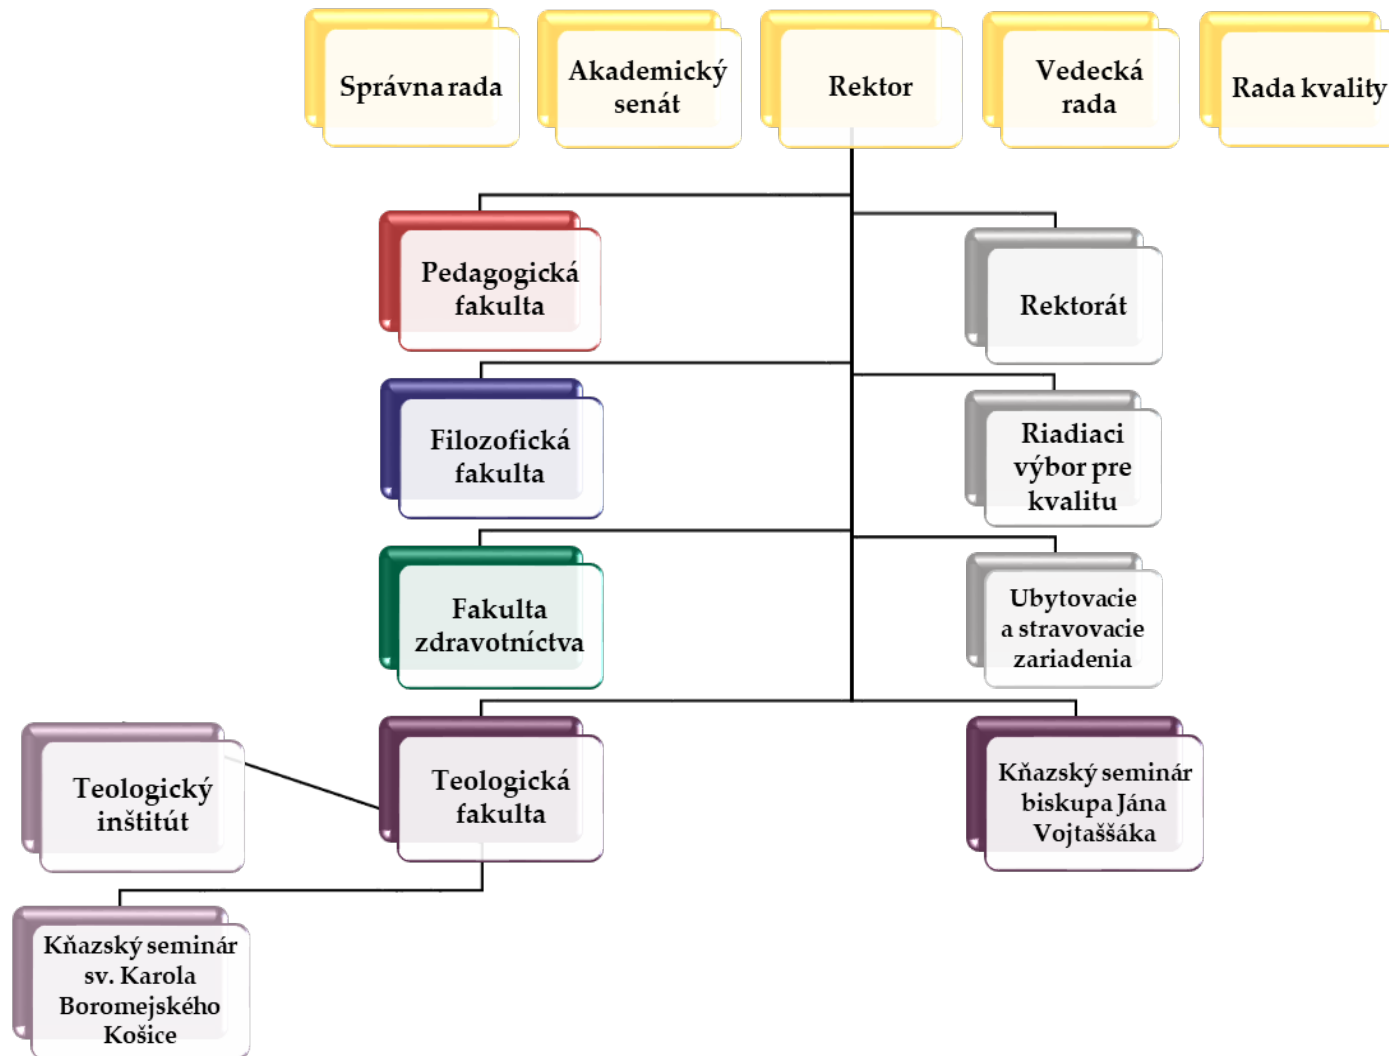 Správna rada
Akademický
senát
Rektor
Vedecká
rada
Rada kvality
Pedagogická
fakulta
Rektorát
Filozofická
fakulta
Riadiaci
výbor pre
kvalitu
Fakulta
zdravotníctva
Ubytovacie
a stravovacie
zariadenia
Teologický
inštitút
Teologická
fakulta
Kňazský seminár
biskupa Jána
Vojtaššáka
Kňazský seminár
sv. Karola
Boromejského
Košice